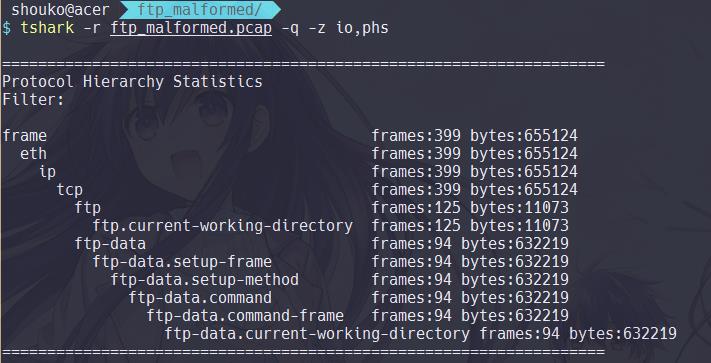 shouko@acer ftp_malformed/
$ tshark -r ftp_malformed.pcap -q -z io,phs
===================================================================
Protocol Hierarchy Statistics
Filter:
frame frames:399 bytes:655124
eth frames:399 bytes:655124
ip frames:399 bytes:655124
tcp frames:399 bytes:655124
ftp frames:125 bytes:11073
ftp.current-working-directory frames:125 bytes:11073
ftp-data frames:94 bytes:632219
ftp-data.setup-frame frames:94 bytes:632219
ftp-data.setup-method frames:94 bytes:632219
ftp-data.command frames:94 bytes:632219
ftp-data.command-frame frames:94 bytes:632219
ftp-data.current-working-directory frames:94 bytes:632219
===================================================================